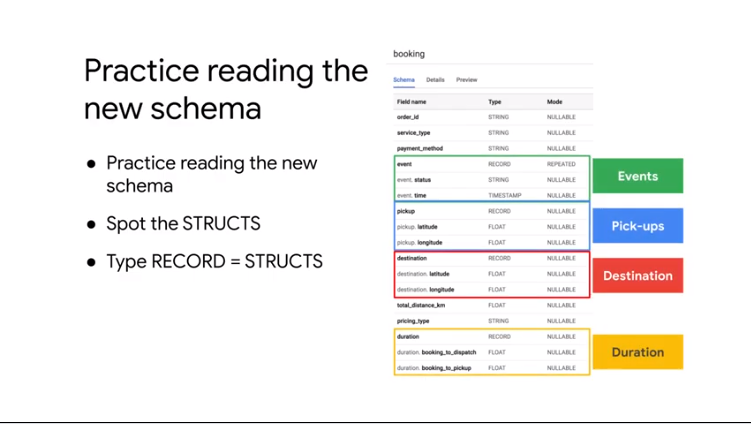 Practice reading the
new schema
● Practice reading the new
schema
● Spot the STRUCTS
● Type RECORD = STRUCTS
booking
Schema Details Preview
Field name Type Mode
order_id STRING NULLABLE
service_type STRING NULLABLE
payment_method STRING NULLABLE
event RECORD REPEATED
event. status STRING NULLABLE
event. time TIMESTAMP NULLABLE
Events
pickup RECORD NULLABLE
pickup. latitude FLOAT NULLABLE
pickup. longitude FLOAT NULLABLE
Pick-ups
destination RECORD NULLABLE
destination. latitude FLOAT NULLABLE
destination. longitude FLOAT NULLABLE
Destination
total_distance_km FLOAT NULLABLE
pricing_type STRING NULLABLE
duration RECORD NULLABLE
duration. booking_to_dispatch FLOAT NULLABLE
duration. booking_to_pickup FLOAT NULLABLE
Duration